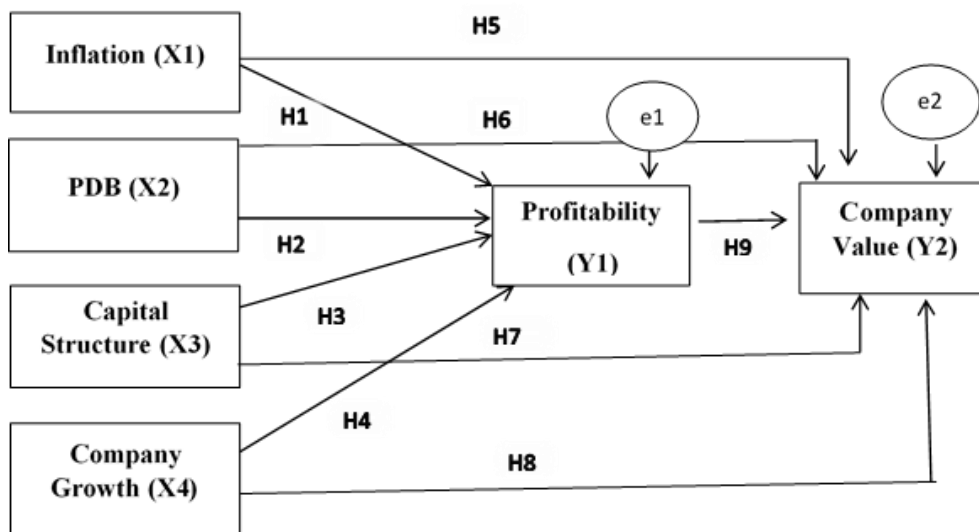 H5
Inflation (X1)
H1
H6
e1
e2
PDB (X2)
H2
Profitability
(Y1)
H9
Company
Value (Y2)
Capital
Structure (X3)
H3
H7
H4
Company
Growth (X4)
H8